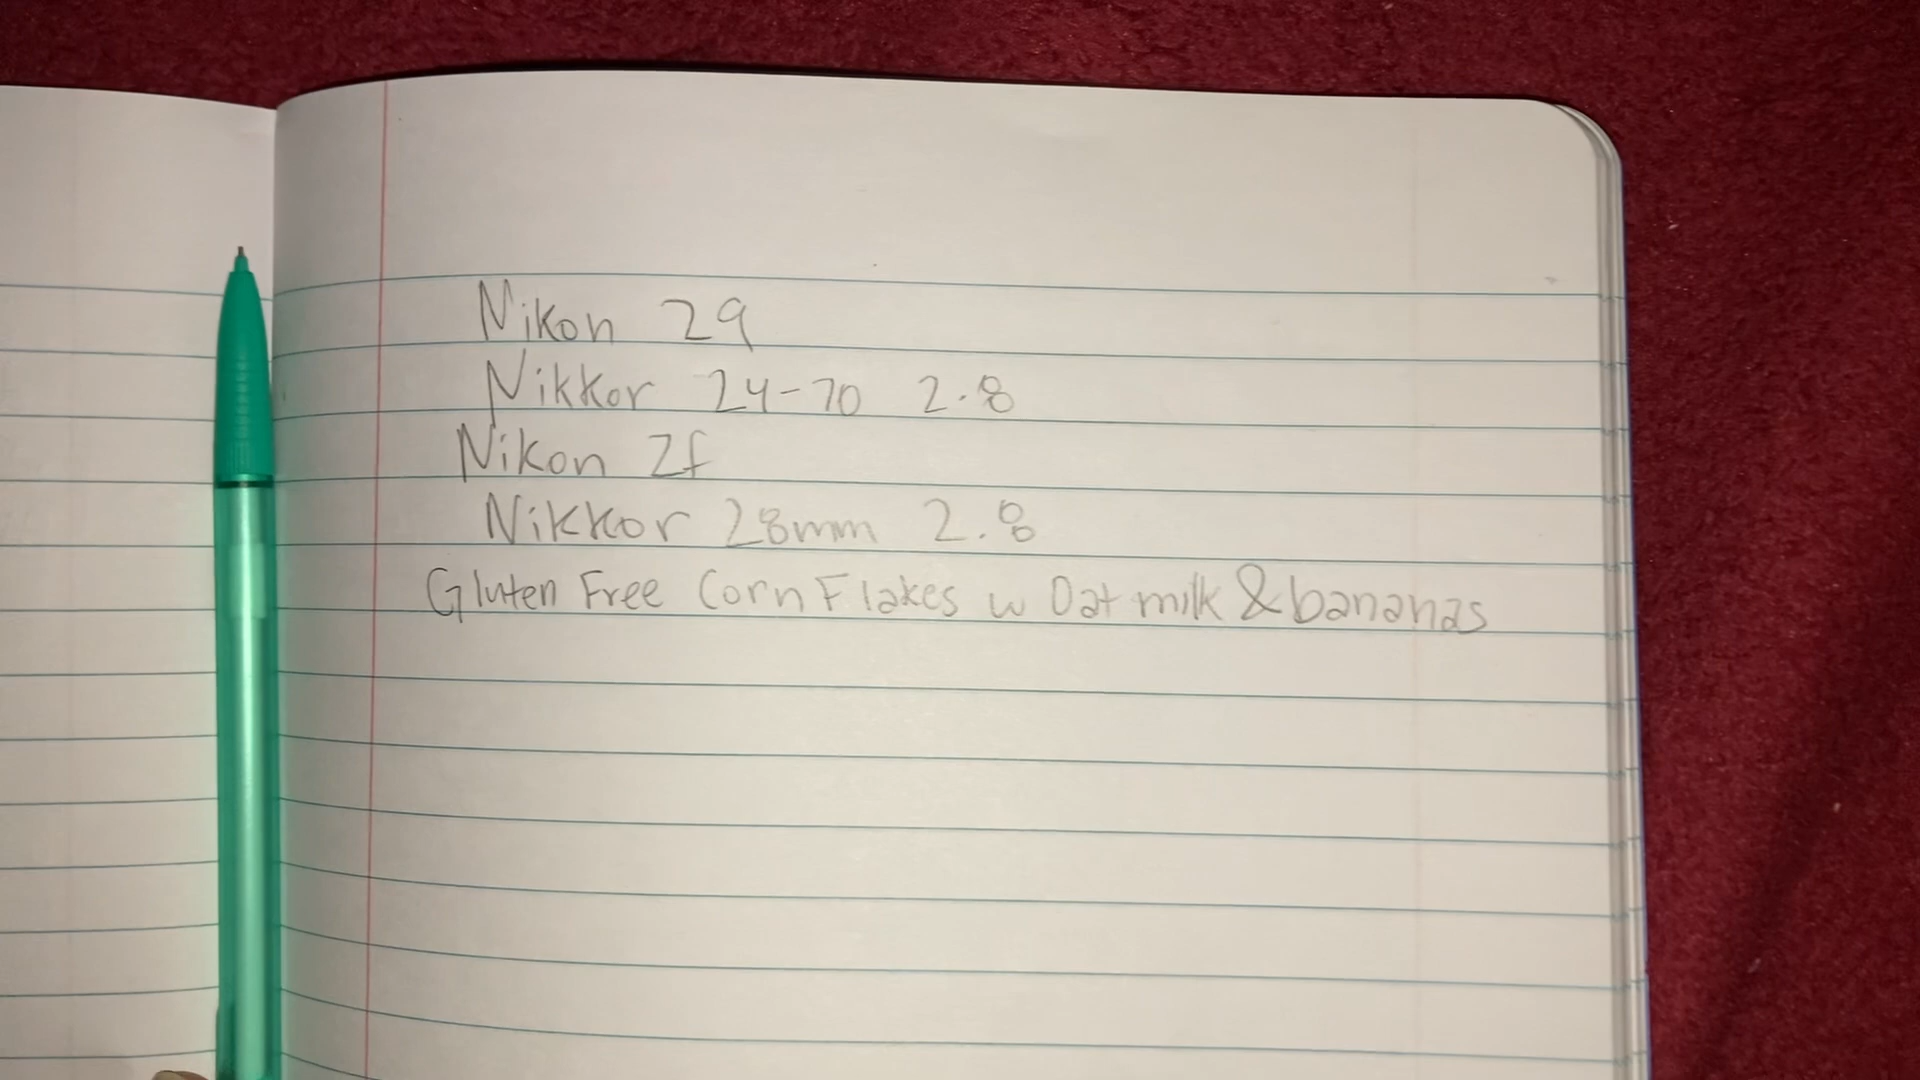 Nikon Z9
Nikkor 24-70 2.8
Nikon Zf
Nikkor 28mm 2.8
Gluten Free Corn Flakes w Oat milk & bananas